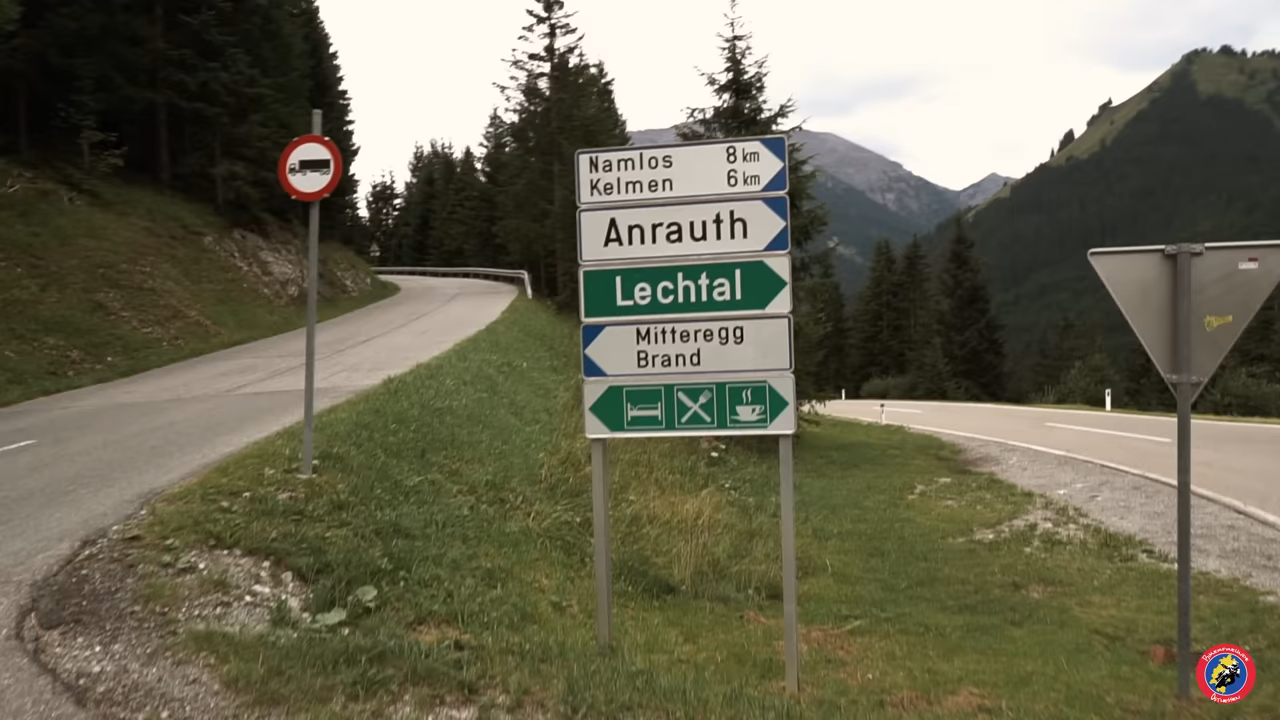 Namlos 8 km
Kelmen 6 km
Anrauth
Lechtal
Mitteregg
Brand